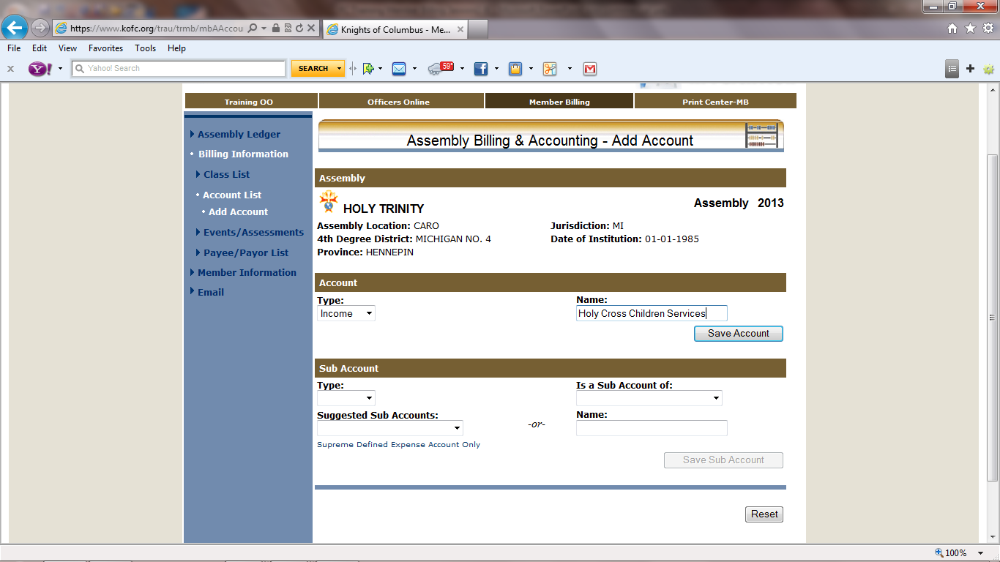 https://www.kofc.org/trau/trmb/mbAAccou
Knights of Columbus - Me...
File Edit View Favorites Tools Help
Y! Yahoo! Search SEARCH 59°
Training OO Officers Online Member Billing Print Center-MB
Assembly Ledger
Billing Information
Class List
Account List
Add Account
Events/Assessments
Payee/Payor List
Member Information
Email
Assembly Billing & Accounting - Add Account
Assembly
HOLY TRINITY Assembly 2013
Assembly Location: CARO Jurisdiction: MI
4th Degree District: MICHIGAN NO. 4 Date of Institution: 01-01-1985
Province: HENNEPIN
Account
Type: Name:
Income Holy Cross Children Services
Save Account
Sub Account
Type: Is a Sub Account of:
Suggested Sub Accounts: -or- Name:
Supreme Defined Expense Account Only
Save Sub Account
Reset
100%